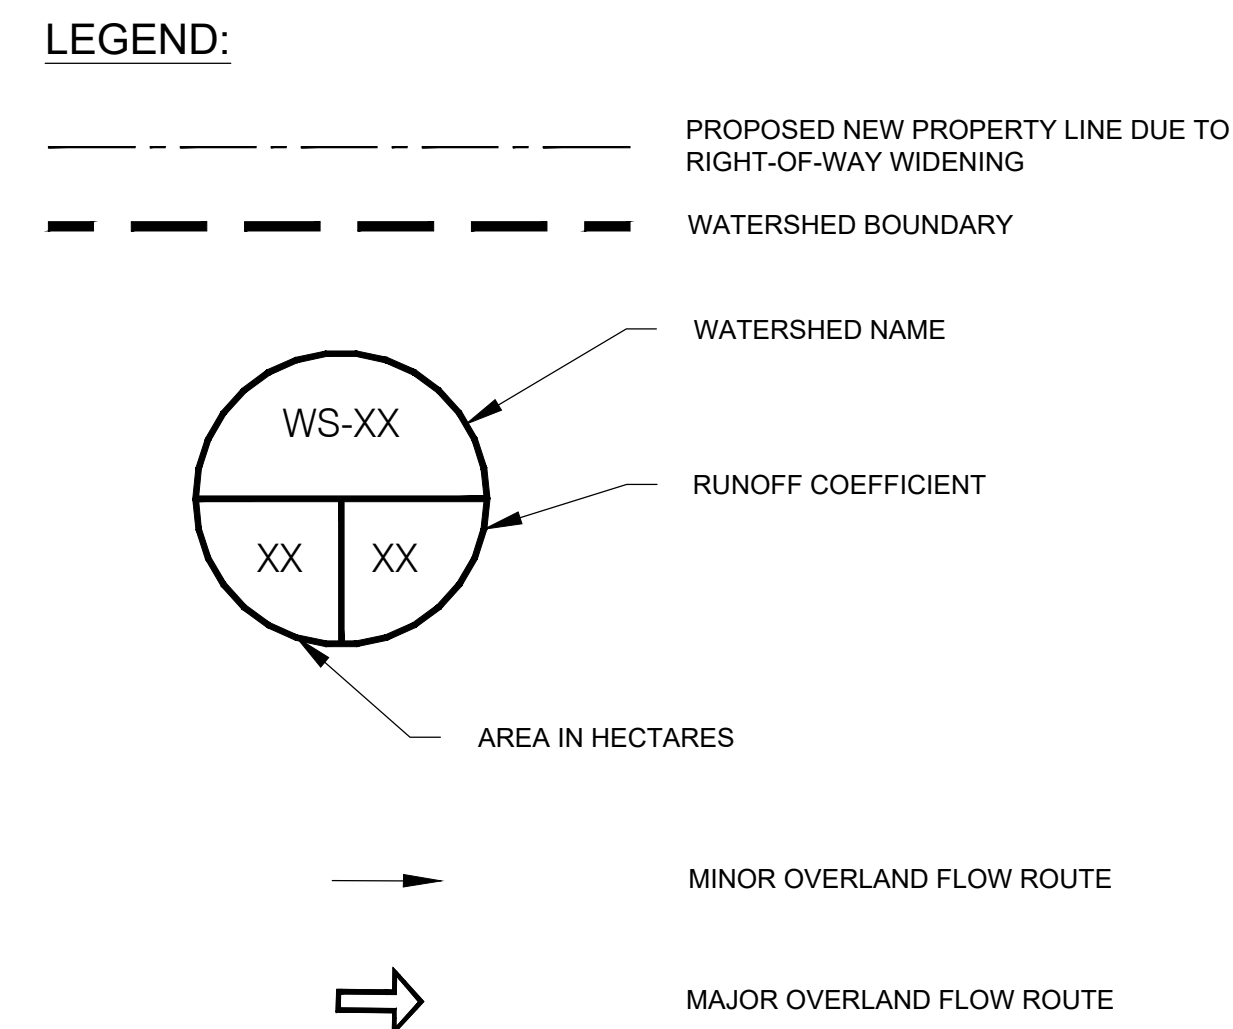 LEGEND:
PROPOSED NEW PROPERTY LINE DUE TO
RIGHT-OF-WAY WIDENING
WATERSHED BOUNDARY
WATERSHED NAME
WS-XX
RUNOFF COEFFICIENT
XX XX
AREA IN HECTARES
MINOR OVERLAND FLOW ROUTE
MAJOR OVERLAND FLOW ROUTE